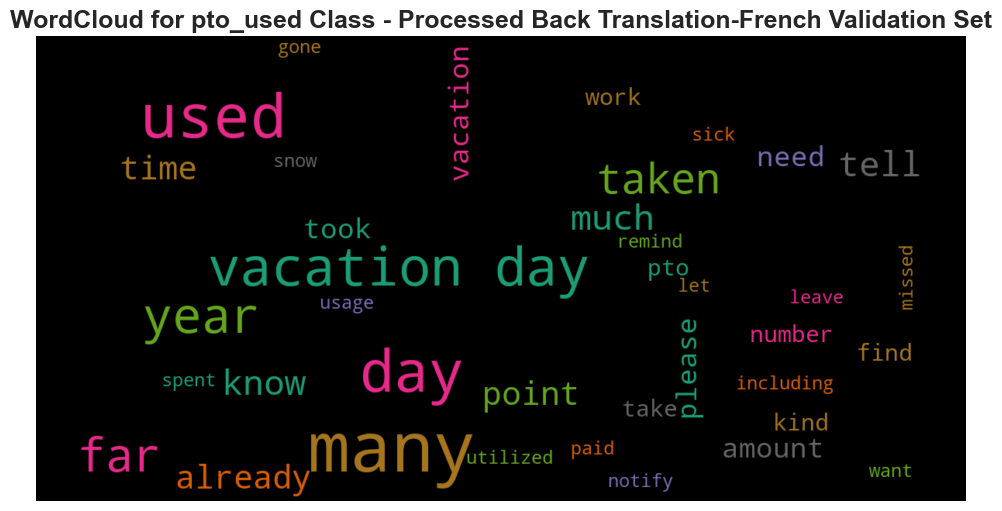 WordCloud for pto_used Class - Processed Back Translation-French Validation Set
gone
vacation
used
work
sick
time
snow
need
tell
taken
much
took
remind
vacation day
pto
let
missed
usage
leave
year
number
please
find
day
spent
know
including
point
take
kind
far
many
amount
already
utilized
paid
want
notify